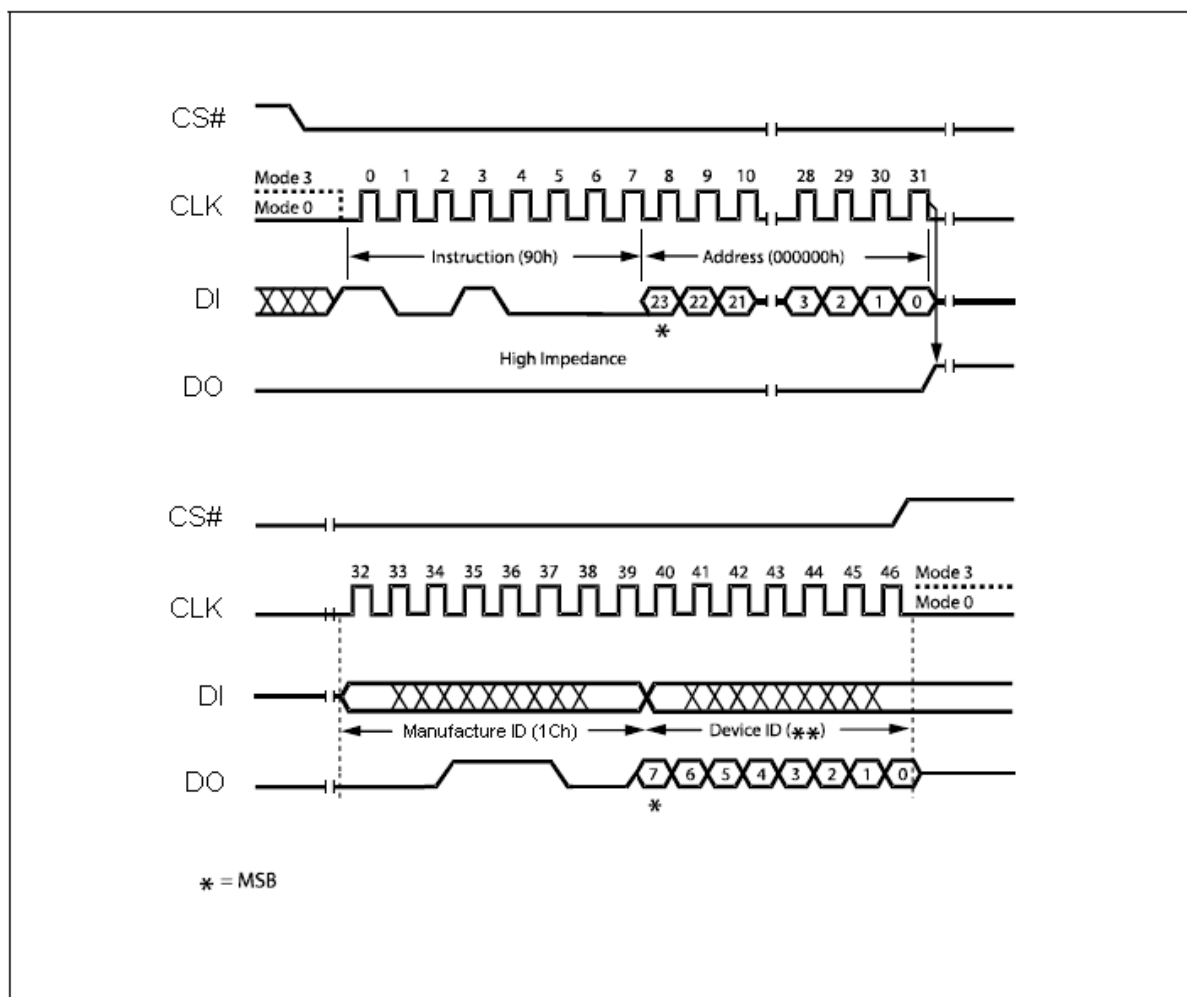 CS#
Mode 3
0 1 2 3 4 5 6 7 8 9 10 28 29 30 31
CLK
Mode 0
Instruction (90h) Address (000000h)
DI 23 22 21 3 2 1 0
*
High Impedance
DO
CS#
32 33 34 35 36 37 38 39 40 41 42 43 44 45 46 Mode 3
CLK Mode 0
DI
Manufacture ID (1Ch) Device ID (**)
DO 7 6 5 4 3 2 1 0
*
* = MSB